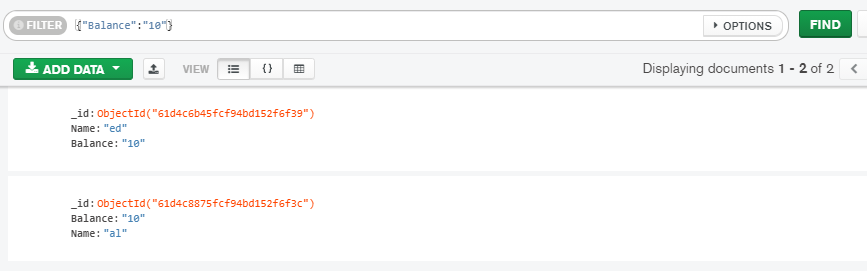 FILTER {"Balance":"10"} OPTIONS FIND
ADD DATA VIEW {} Displaying documents 1 - 2 of 2
_id: ObjectId("61d4c6b45fcf94bd152f6f39")
Name: "ed"
Balance: "10"
_id: ObjectId("61d4c8875fcf94bd152f6f3c")
Balance: "10"
Name: "al"